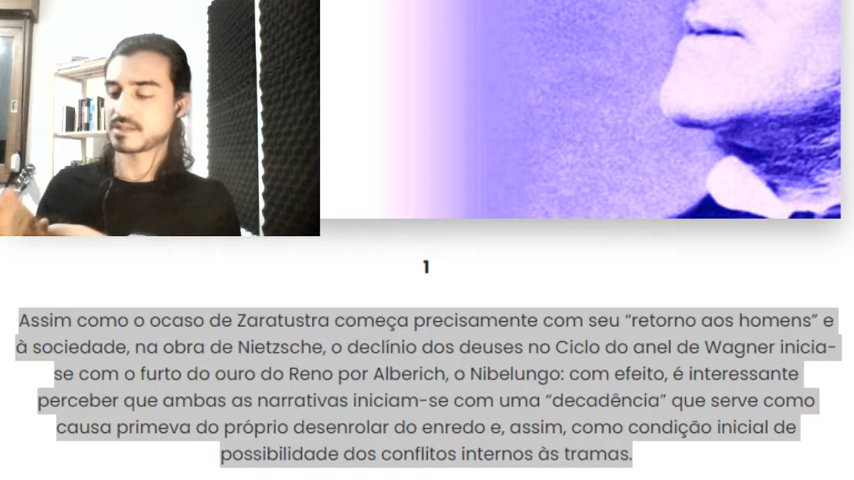 1
Assim como o ocaso de Zaratustra começa precisamente com seu “retorno aos homens” e
à sociedade, na obra de Nietzsche, o declínio dos deuses no Ciclo do anel de Wagner inicia-
se com o furto do ouro do Reno por Alberich, o Nibelungo: com efeito, é interessante
perceber que ambas as narrativas iniciam-se com uma “decadência” que serve como
causa primeva do próprio desenrolar do enredo e, assim, como condição inicial de
possibilidade dos conflitos internos às tramas.